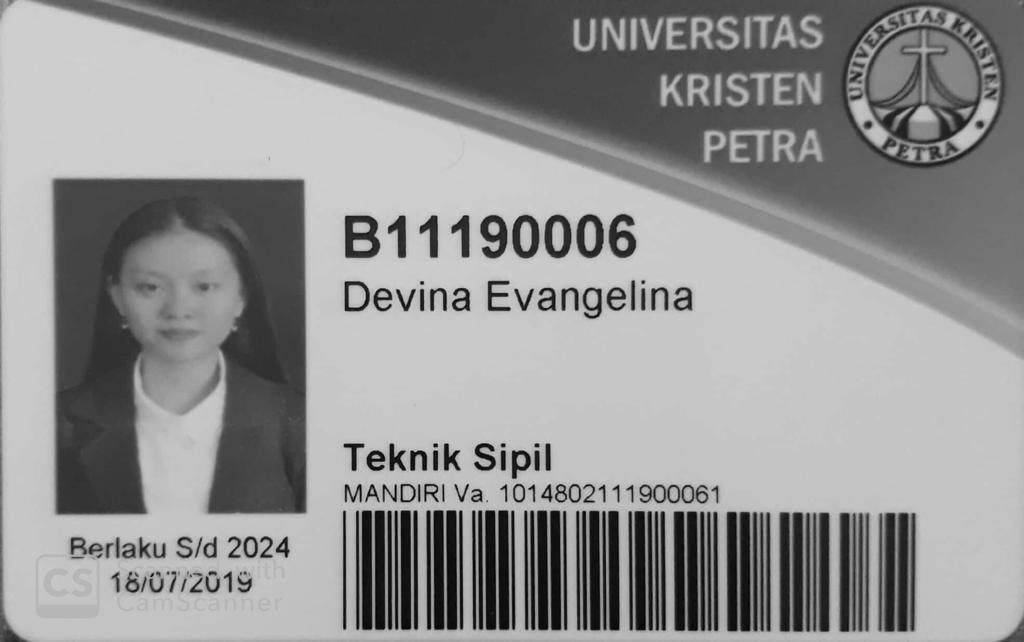 UNIVERSITAS
KRISTEN
PETRA
UNIVERSITAS KRISTEN
PETRA
B11190006
Devina Evangelina
Teknik Sipil
MANDIRI Va. 1014802111900061
Berlaku S/d 2024
18/07/2019
CS Scanned with
CamScanner